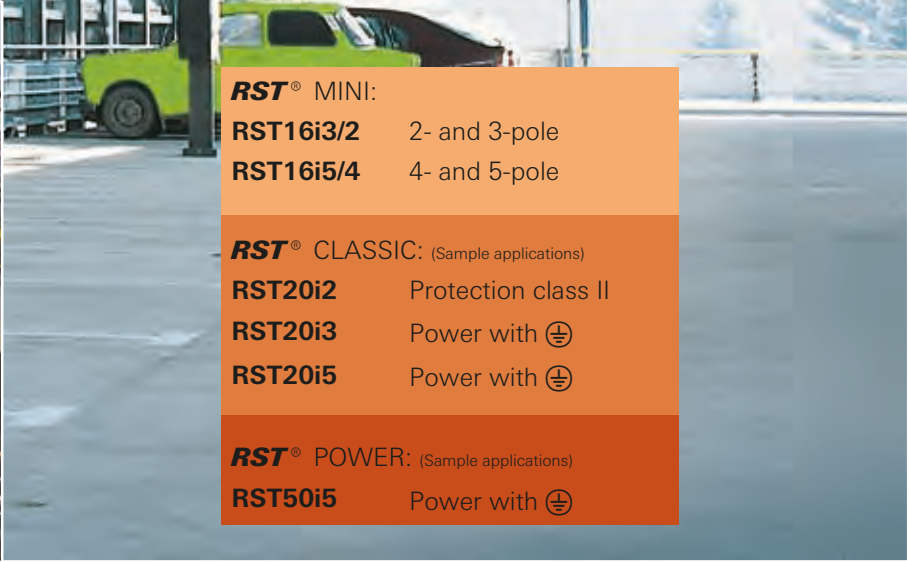 RST® MINI:
RST16i3/2 2- and 3-pole
RST16i5/4 4- and 5-pole
RST® CLASSIC: (Sample applications)
RST20i2 Protection class II
RST20i3 Power with ⏚
RST20i5 Power with ⏚
RST® POWER: (Sample applications)
RST50i5 Power with ⏚